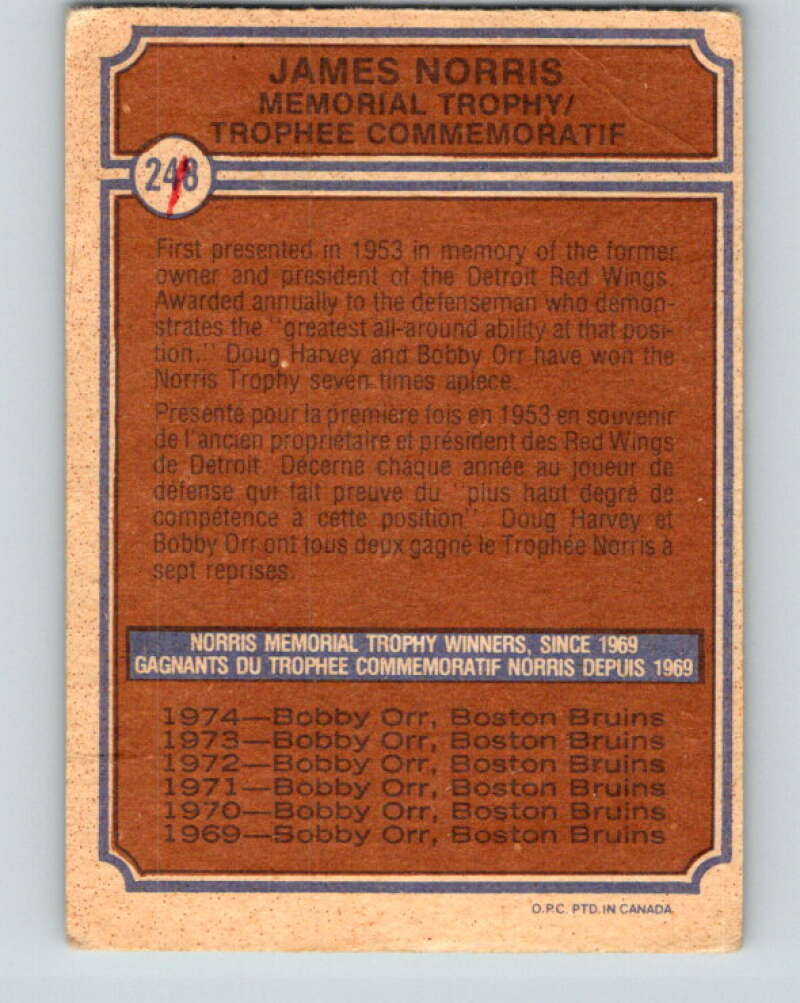 JAMES NORRIS
MEMORIAL TROPHY/
TROPHEE COMMEMORATIF
248
First presented in 1953 in memory of the former
owner and president of the Detroit Red Wings.
Awarded annually to the defenseman who demon-
strates the "greatest all-around ability at that posi-
tion." Doug Harvey and Bobby Orr have won the
Norris Trophy seven times apiece.
Presente pour la première fois en 1953 en souvenir
de l'ancien propriétaire et président des Red Wings
de Detroit. Décerné chaque année au joueur de
défense qui fait preuve du "plus haut degré de
compétence à cette position". Doug Harvey et
Bobby Orr ont tous deux gagné le Trophée Norris à
sept reprises.
NORRIS MEMORIAL TROPHY WINNERS, SINCE 1969
GAGNANTS DU TROPHEE COMMEMORATIF NORRIS DEPUIS 1969
1974—Bobby Orr, Boston Bruins
1973—Bobby Orr, Boston Bruins
1972—Bobby Orr, Boston Bruins
1971—Bobby Orr, Boston Bruins
1970—Bobby Orr, Boston Bruins
1969—Bobby Orr, Boston Bruins
O.P.C. PTD. IN CANADA